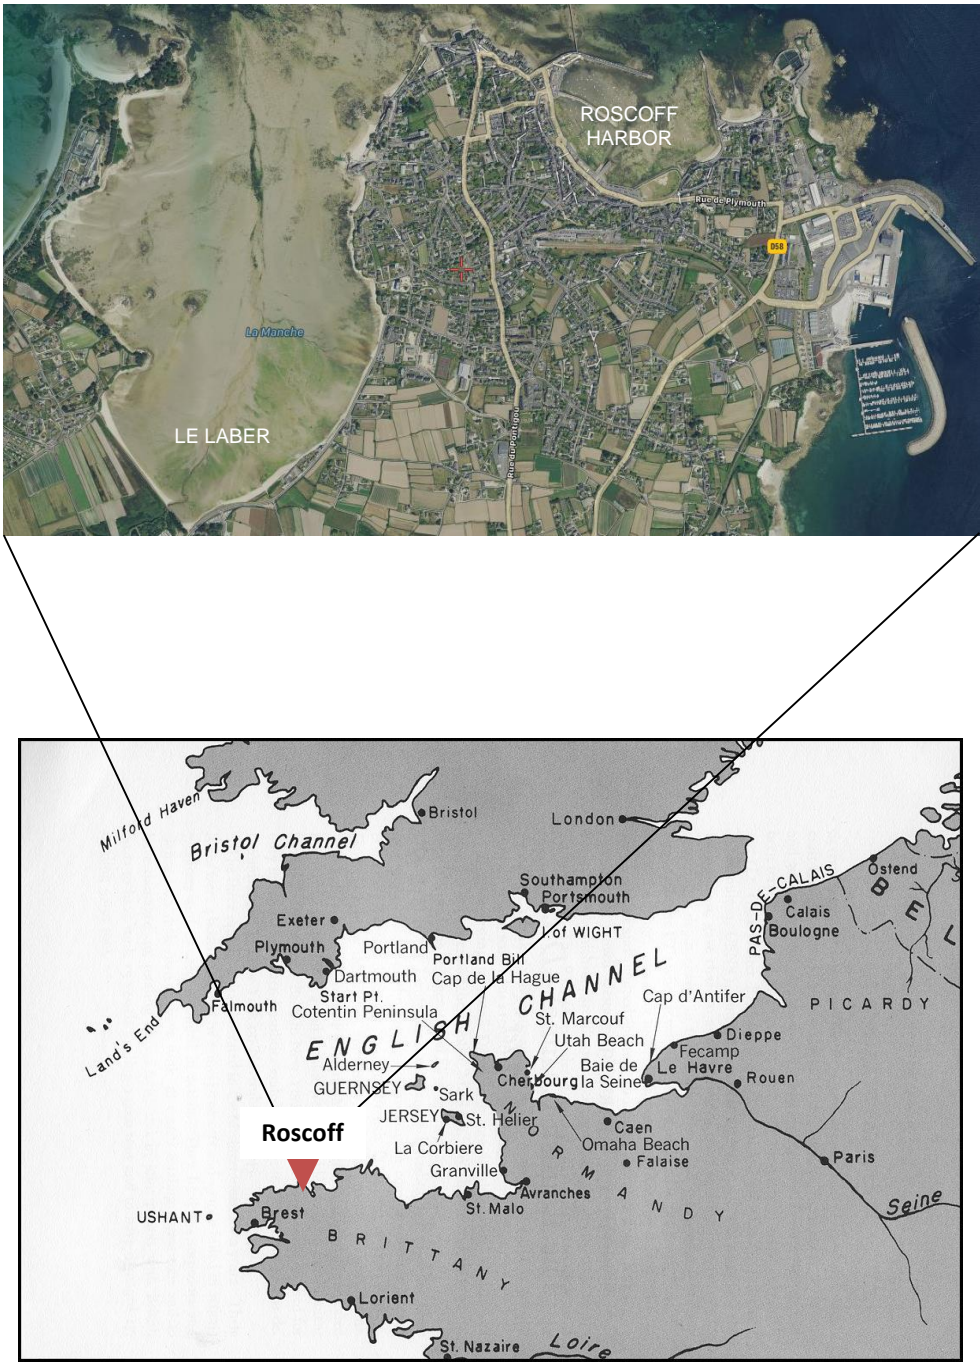 ROSCOFF
HARBOR
Rue de Plymouth
D58
La Manche
Rue du Pontigou
LE LABER
Milford Haven
Bristol
London
Bristol Channel
Ostend
Southampton
Portsmouth
PAS-DE-CALAIS
B E L
Calais
Boulogne
Exeter
Plymouth
Portland
I. of WIGHT
Portland Bill
Dartmouth
Cap de la Hague
Start Pt.
Falmouth
Cotentin Peninsula
ENGLISH CHANNEL
Cap d'Antifer
PICARDY
Land's End
St. Marcouf
Utah Beach
Dieppe
Fecamp
Alderney
Baie de
la Seine
Le Havre
Cherbourg
Rouen
GUERNSEY
Sark
JERSEY
St. Helier
Roscoff
Caen
La Corbiere
Omaha Beach
NORMANDY
Paris
Granville
Falaise
Avranches
Seine
St. Malo
USHANT
Brest
BRITTANY
Lorient
St. Nazaire
Loire